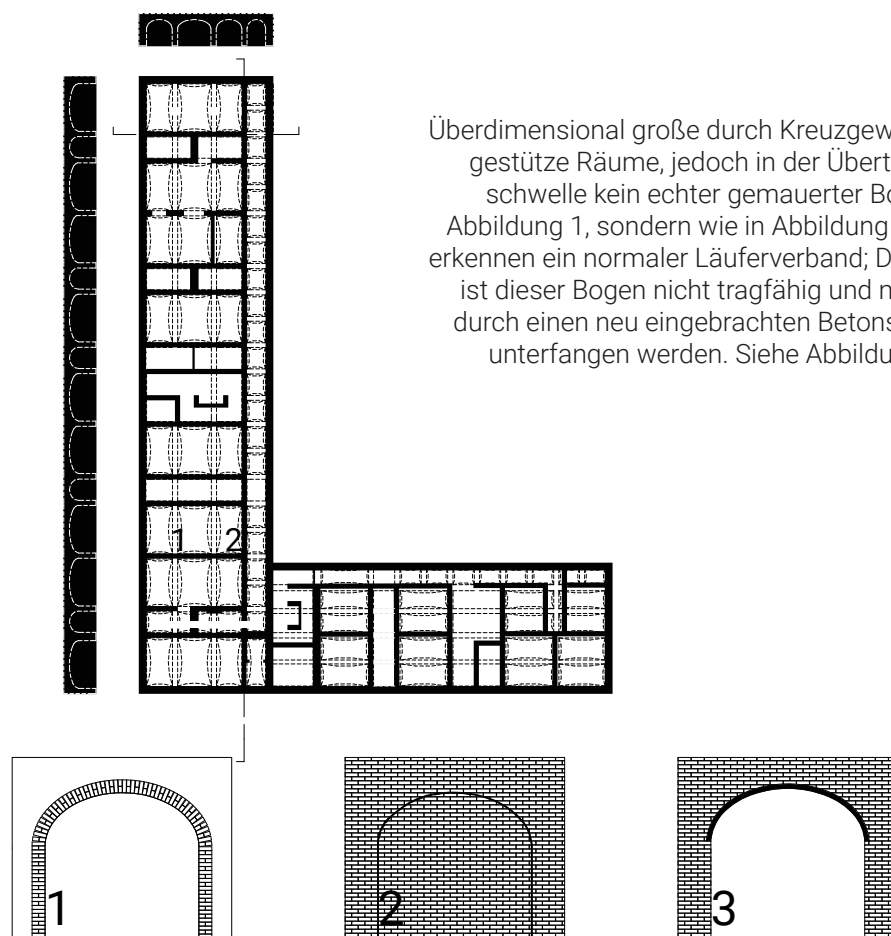 Überdimensional große durch Kreuzgew
gestütze Räume, jedoch in der Übert
schwelle kein echter gemauerter Bo
Abbildung 1, sondern wie in Abbildung
erkennen ein normaler Läuferverband; D
ist dieser Bogen nicht tragfähig und n
durch einen neu eingebrachten Betons
unterfangen werden. Siehe Abbildu
1 2
1 2 3